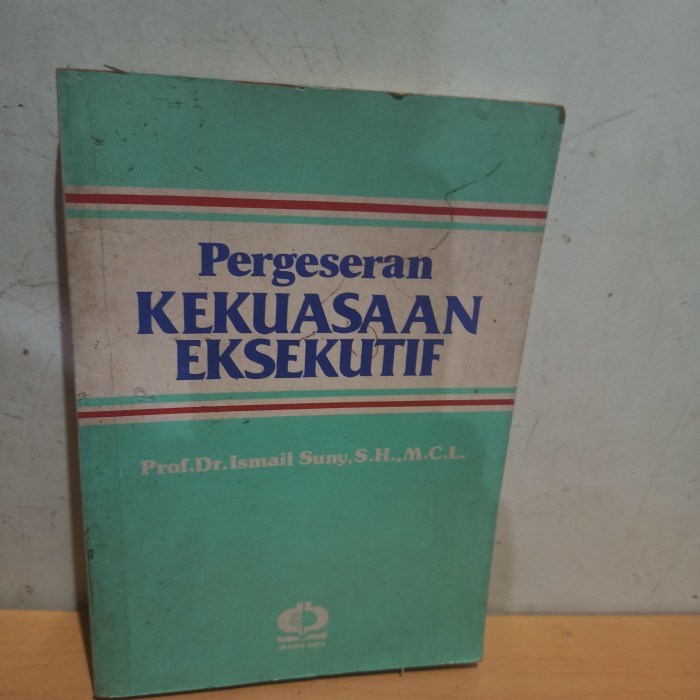 Pergeseran
KEKUASAAN
EKSEKUTIF
Prof.Dr.Ismail Suny,S.H.,M.C.L.